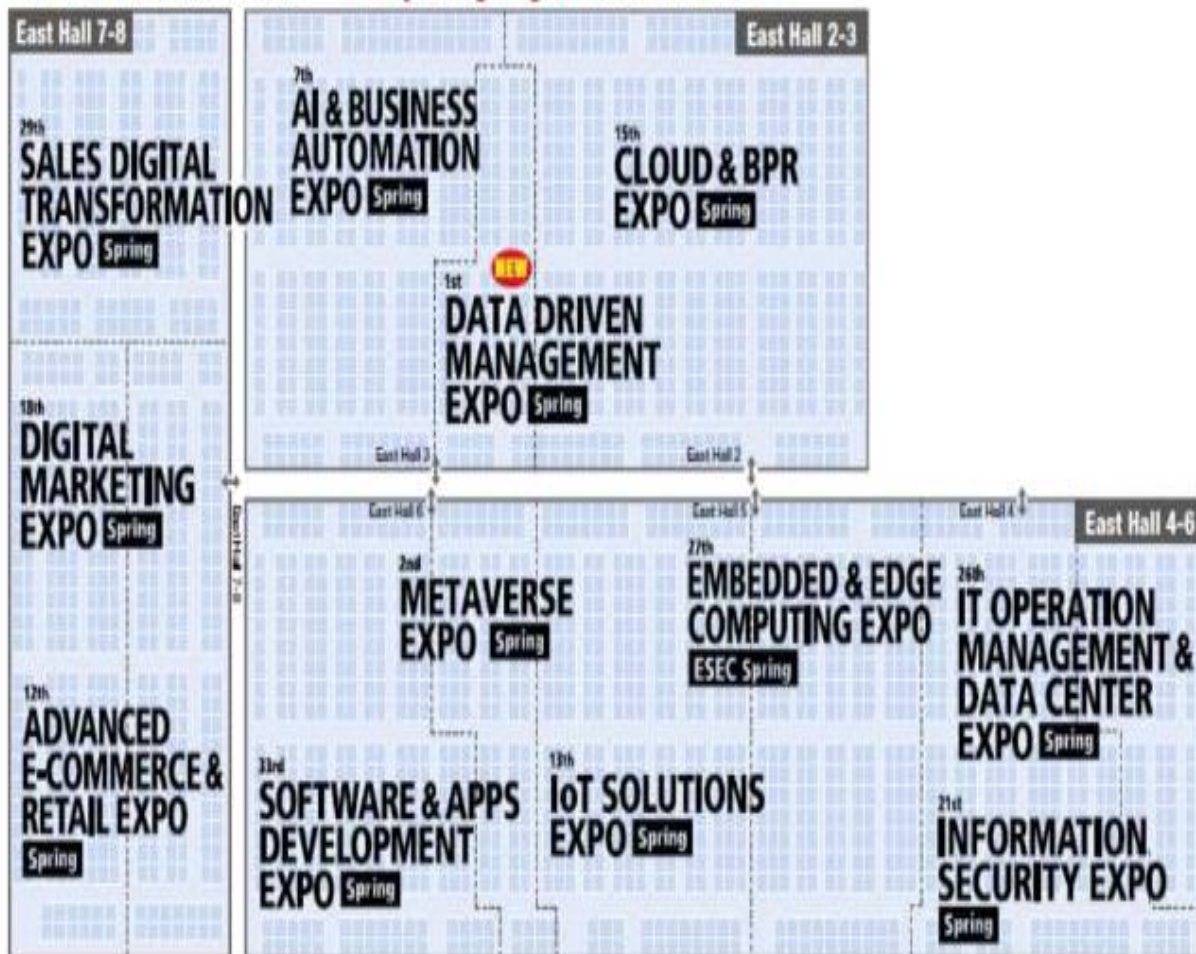 East Hall 7-8
29th
SALES DIGITAL
TRANSFORMATION
EXPO Spring
18th
DIGITAL
MARKETING
EXPO Spring
12th
ADVANCED
E-COMMERCE &
RETAIL EXPO
Spring
East Hall 7-8
East Hall 2-3
7th
AI & BUSINESS
AUTOMATION
EXPO Spring
15th
CLOUD & BPR
EXPO Spring
1st
DATA DRIVEN
MANAGEMENT
EXPO Spring
East Hall 3
East Hall 2
East Hall 6
East Hall 5
East Hall 4
East Hall 4-6
2nd
METAVERSE
EXPO Spring
27th
EMBEDDED & EDGE
COMPUTING EXPO
ESEC Spring
26th
IT OPERATION
MANAGEMENT &
DATA CENTER
EXPO Spring
33rd
SOFTWARE & APPS
DEVELOPMENT
EXPO Spring
13th
IoT SOLUTIONS
EXPO Spring
21st
INFORMATION
SECURITY EXPO
Spring